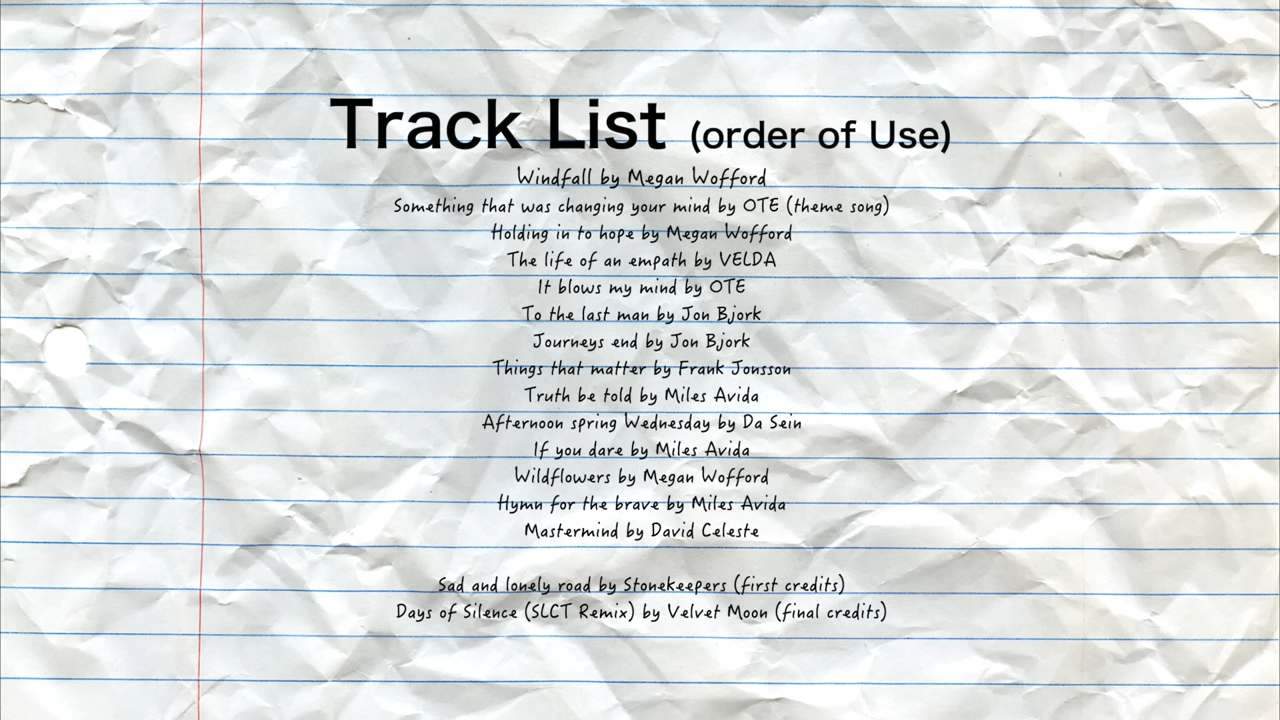 Track List (order of Use)
Windfall by Megan Wofford
Something that was changing your mind by OTE (theme song)
Holding in to hope by Megan Wofford
The life of an empath by VELDA
It blows my mind by OTE
To the last man by Jon Bjork
Journeys end by Jon Bjork
Things that matter by Frank Jonsson
Truth be told by Miles Avida
Afternoon spring Wednesday by Da Sein
If you dare by Miles Avida
Wildflowers by Megan Wofford
Hymn for the brave by Miles Avida
Mastermind by David Celeste
Sad and lonely road by Stonekeepers (first credits)
Days of Silence (SLCT Remix) by Velvet Moon (final credits)